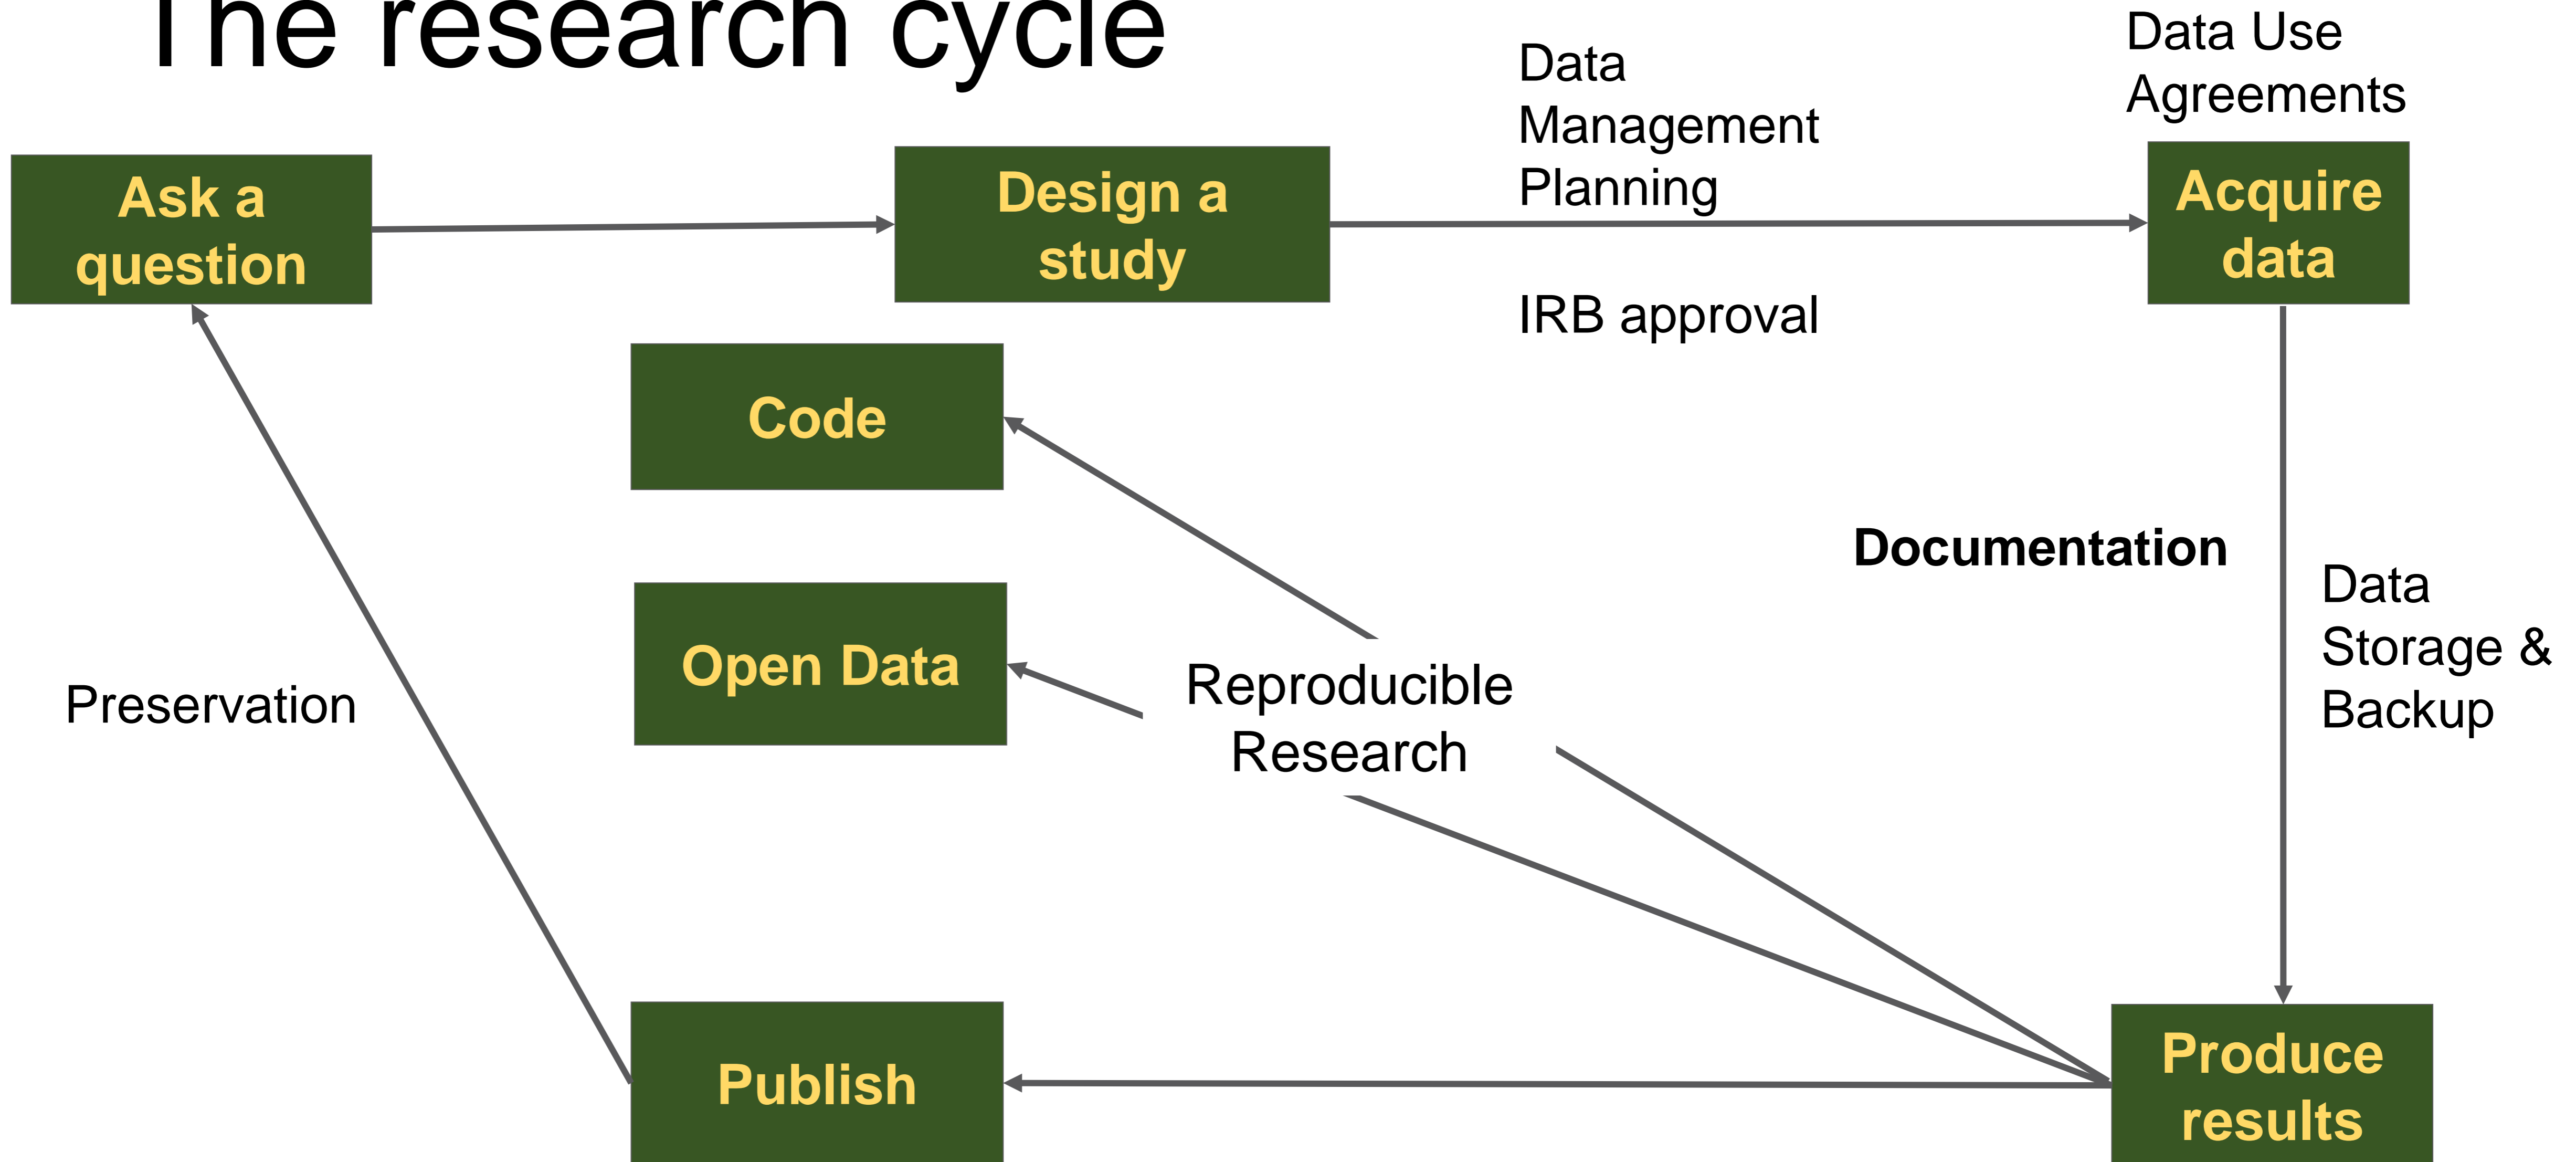 The research cycle
Data Use
Agreements
Data
Management
Planning
Ask a
question
Design a
study
Acquire
data
IRB approval
Code
Documentation
Data
Storage &
Backup
Open Data
Reproducible
Research
Preservation
Publish
Produce
results